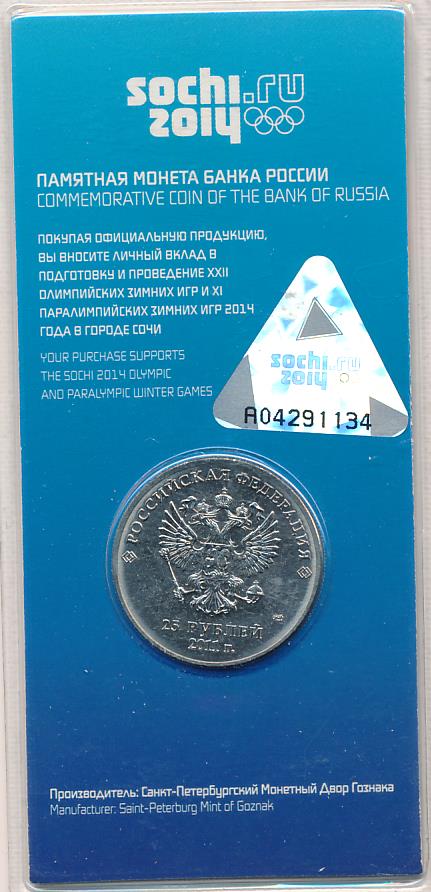 sochi.ru
2014
ПАМЯТНАЯ МОНЕТА БАНКА РОССИИ
COMMEMORATIVE COIN OF THE BANK OF RUSSIA
ПОКУПАЯ ОФИЦИАЛЬНУЮ ПРОДУКЦИЮ,
ВЫ ВНОСИТЕ ЛИЧНЫЙ ВКЛАД В
ПОДГОТОВКУ И ПРОВЕДЕНИЕ XXII
ОЛИМПИЙСКИХ ЗИМНИХ ИГР И XI
ПАРАЛИМПИЙСКИХ ЗИМНИХ ИГР 2014
ГОДА В ГОРОДЕ СОЧИ
YOUR PURCHASE SUPPORTS
THE SOCHI 2014 OLYMPIC
AND PARALYMPIC WINTER GAMES
sochi.ru
2014
A04291134
РОССИЙСКАЯ ФЕДЕРАЦИЯ
25 РУБЛЕЙ
2011 г.
Производитель: Санкт-Петербургский Монетный Двор Гознака
Manufacturer: Saint-Peterburg Mint of Goznak